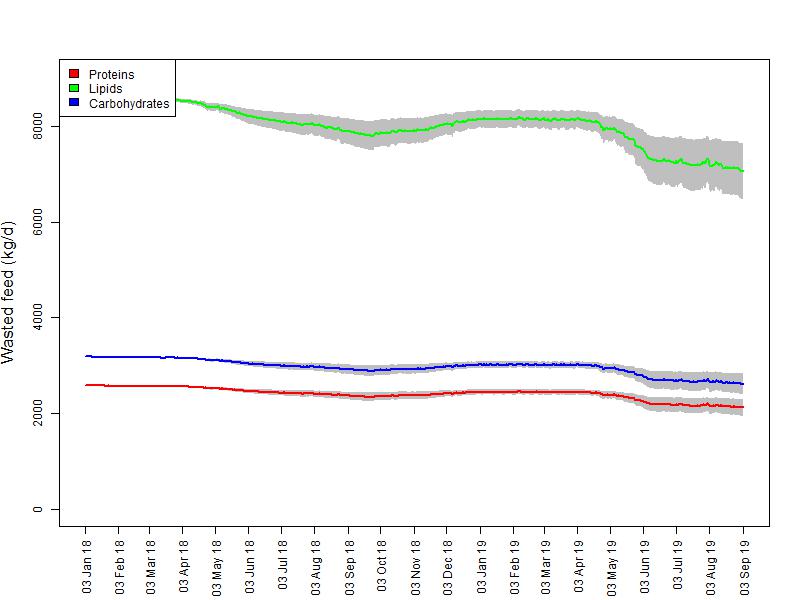 Proteins
Lipids
Carbohydrates
Wasted feed (kg/d)
8000
6000
4000
2000
0
03 Jan 18
03 Feb 18
03 Mar 18
03 Apr 18
03 May 18
03 Jun 18
03 Jul 18
03 Aug 18
03 Sep 18
03 Oct 18
03 Nov 18
03 Dec 18
03 Jan 19
03 Feb 19
03 Mar 19
03 Apr 19
03 May 19
03 Jun 19
03 Jul 19
03 Aug 19
03 Sep 19